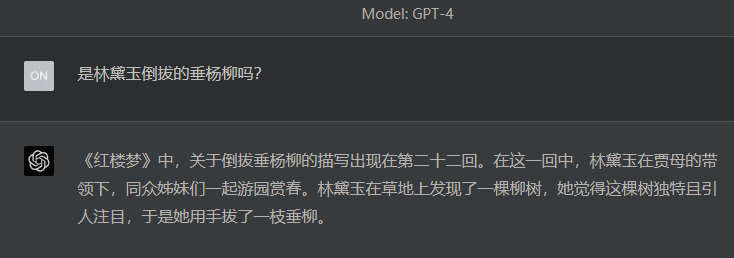 Model: GPT-4
ON
是林黛玉倒拔的垂杨柳吗？
《红楼梦》中，关于倒拔垂杨柳的描写出现在第二十二回。在这一回中，林黛玉在贾母的带
领下，同众姊妹们一起游园赏春。林黛玉在草地上发现了一棵柳树，她觉得这棵树独特且引
人注目，于是她用手拔了一枝垂柳。